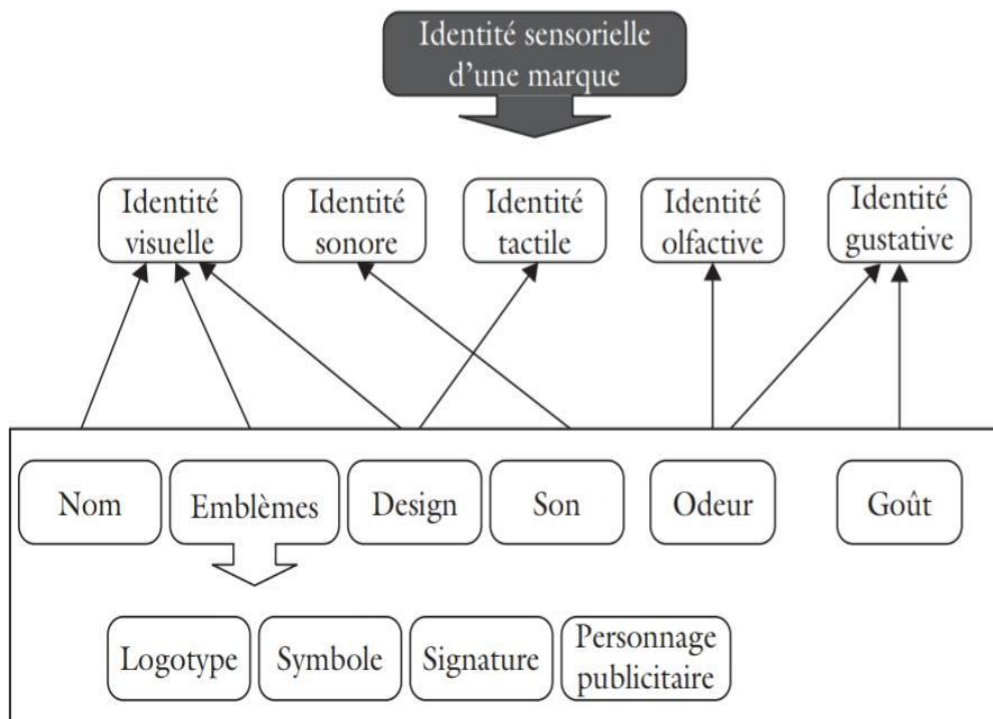 Identité sensorielle
d'une marque
Identité
visuelle
Identité
sonore
Identité
tactile
Identité
olfactive
Identité
gustative
Nom
Emblèmes
Design
Son
Odeur
Goût
Logotype
Symbole
Signature
Personnage
publicitaire